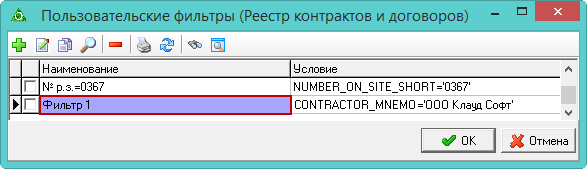 Пользовательские фильтры (Реестр контрактов и договоров)
Наименование Условие
№ р.з.=0367 NUMBER_ON_SITE_SHORT='0367'
Фильтр 1 CONTRACTOR_MNEMO='ООО Клауд Софт'
OK Отмена